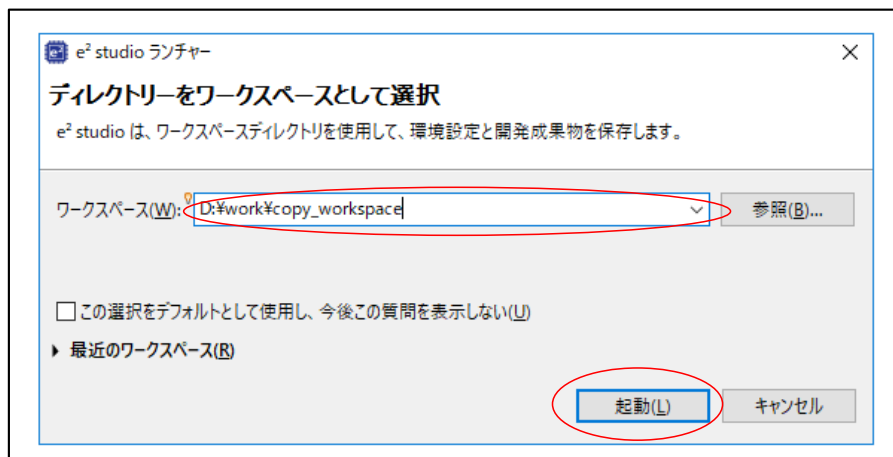 e² studio ランチャー
ディレクトリーをワークスペースとして選択
e² studio は、ワークスペースディレクトリを使用して、環境設定と開発成果物を保存します。
ワークスペース(W): D:¥work¥copy_workspace 参照(B)...
この選択をデフォルトとして使用し、今後この質問を表示しない(U)
最近のワークスペース(R)
起動(L) キャンセル